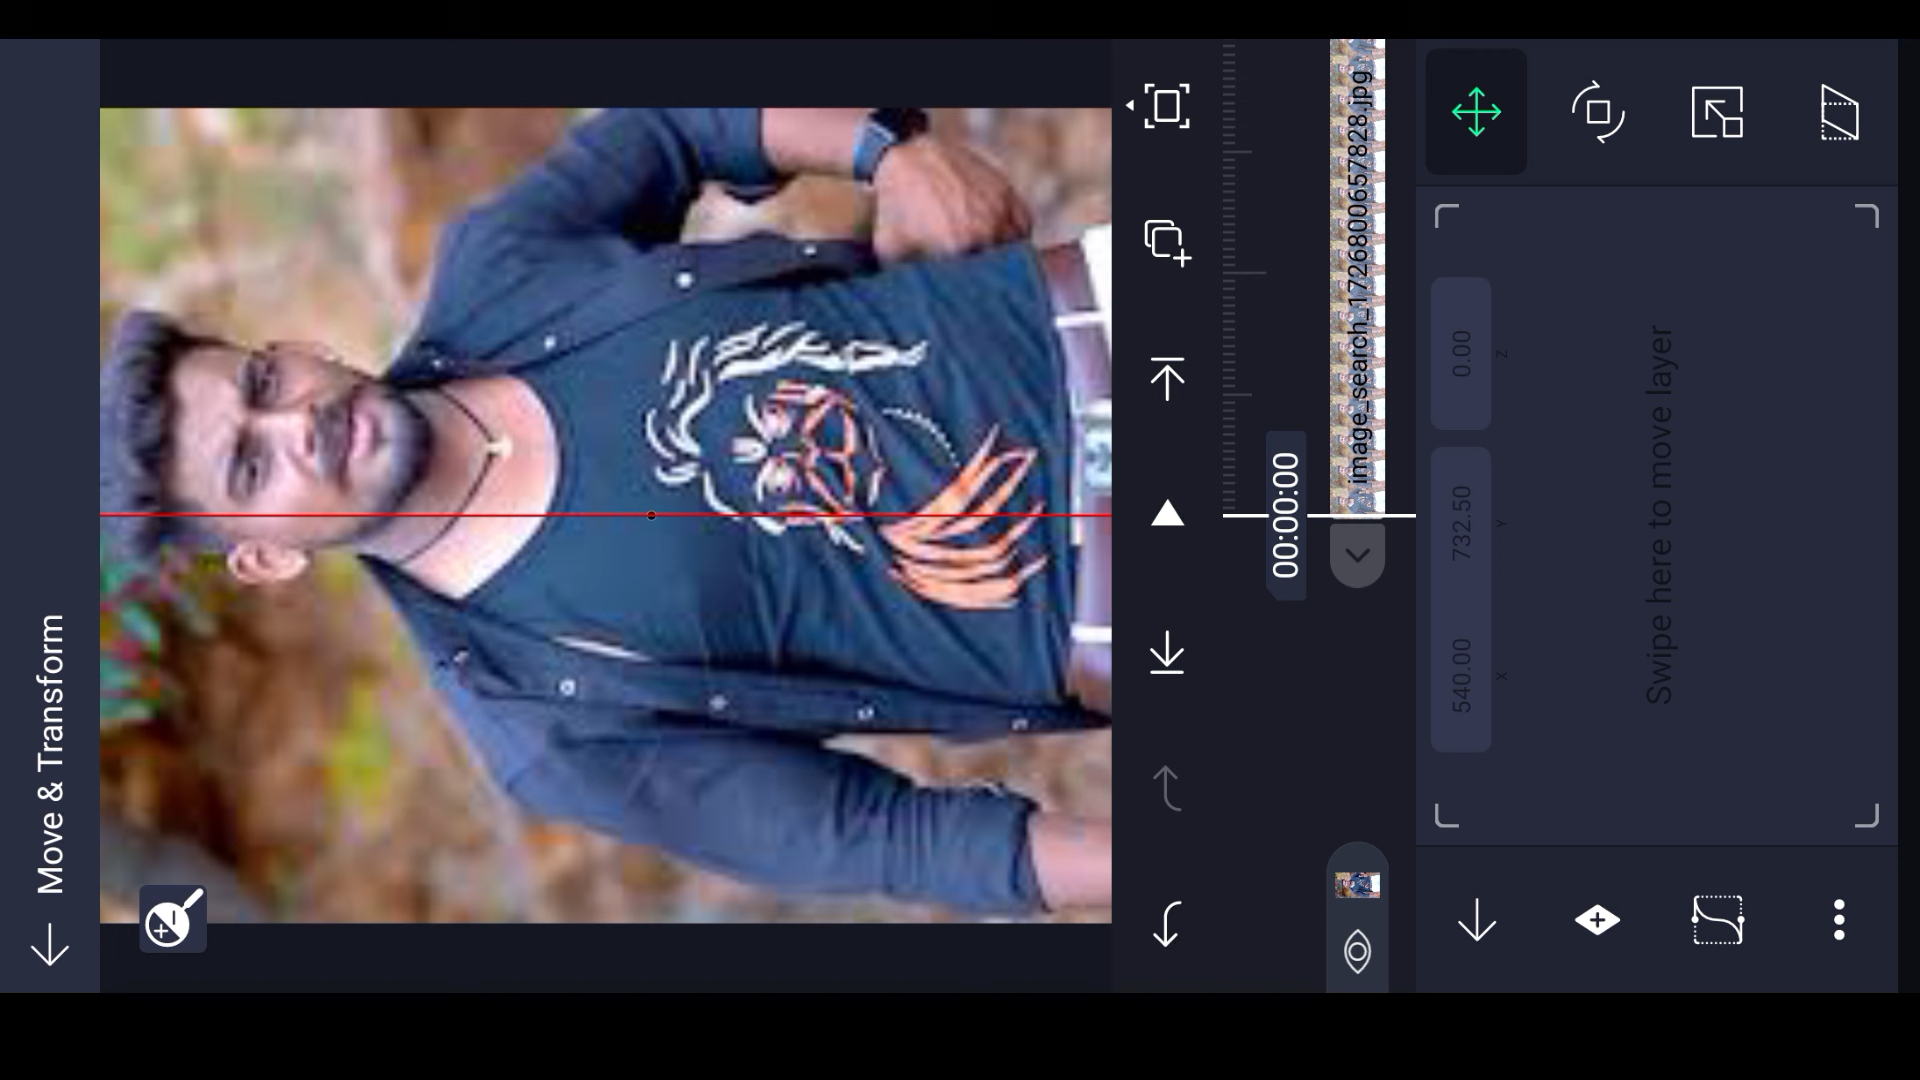 Move & Transform
00:00:00
image_search_1726800657828.jpg
540.00 732.50 0.00
X Y Z
Swipe here to move layer